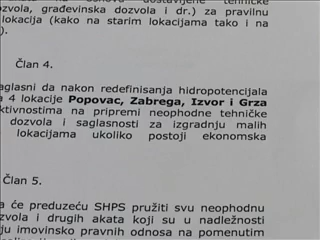 zvola, građevinska dozvola i dr.) za pravilnu
lokacija (kako na starim lokacijama tako i na
).
Član 4.
aglasni da nakon redefinisanja hidropotencijala
a 4 lokacije Popovac, Zabrega, Izvor i Grza
ktivnostima na pripremi neophodne tehničke
dozvola i saglasnosti za izgradnju malih
lokacijama ukoliko postoji ekonomska
Član 5.
a će preduzeću SHPS pružiti svu neophodnu
zvola i drugih akata koji su u nadležnosti
ju imovinsko pravnih odnosa na pomenutim